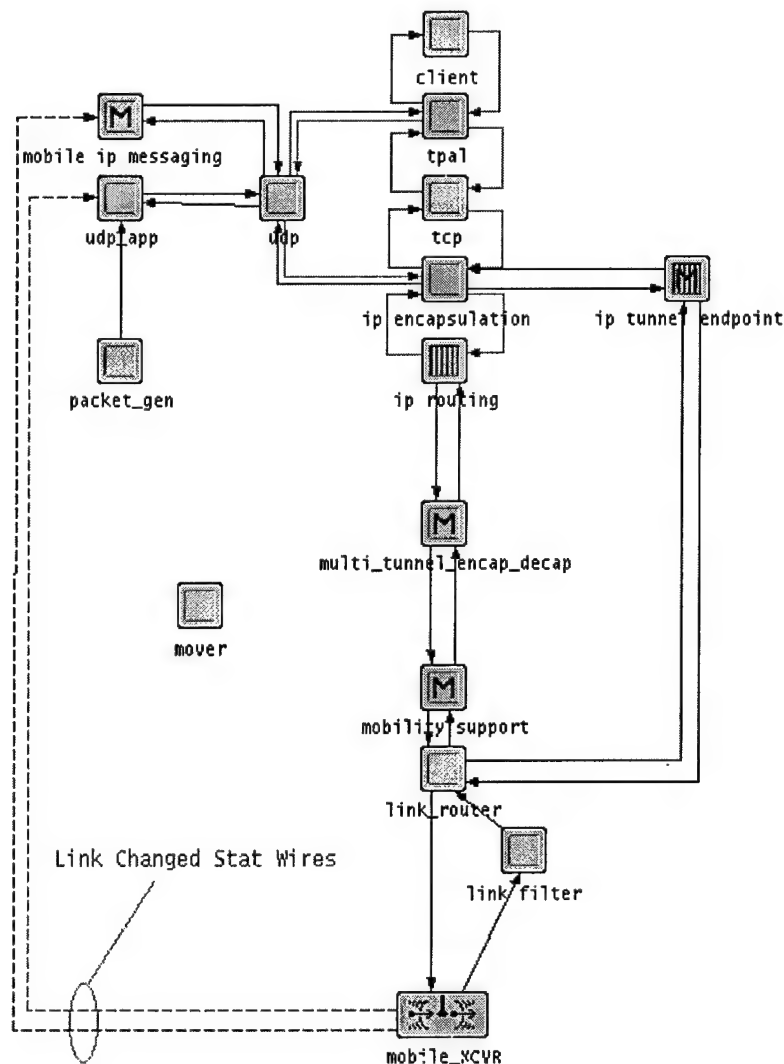 client
mobile ip messaging
tpal
udp_app
udp
tcp
ip encapsulation
ip tunnel endpoint
packet_gen
ip routing
multi_tunnel_encap_decap
mover
mobility support
link_router
Link Changed Stat Wires
link filter
mobile_XCVR
M
M
M
M